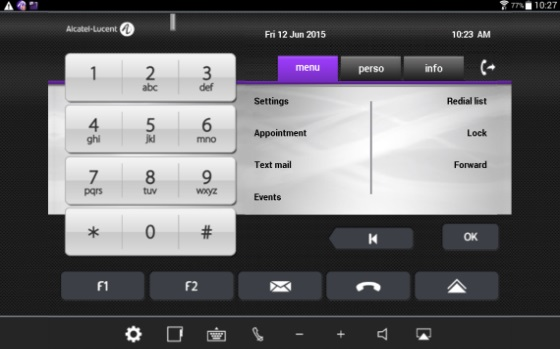 77% 10:27
Alcatel-Lucent
Fri 12 Jun 2015 10:23 AM
menu perso info
1 2 3
abc def
4 5 6
ghi jkl mno
7 8 9
pqrs tuv wxyz
* 0 #
Settings Redial list
Appointment Lock
Text mail Forward
Events
OK
F1 F2
- +